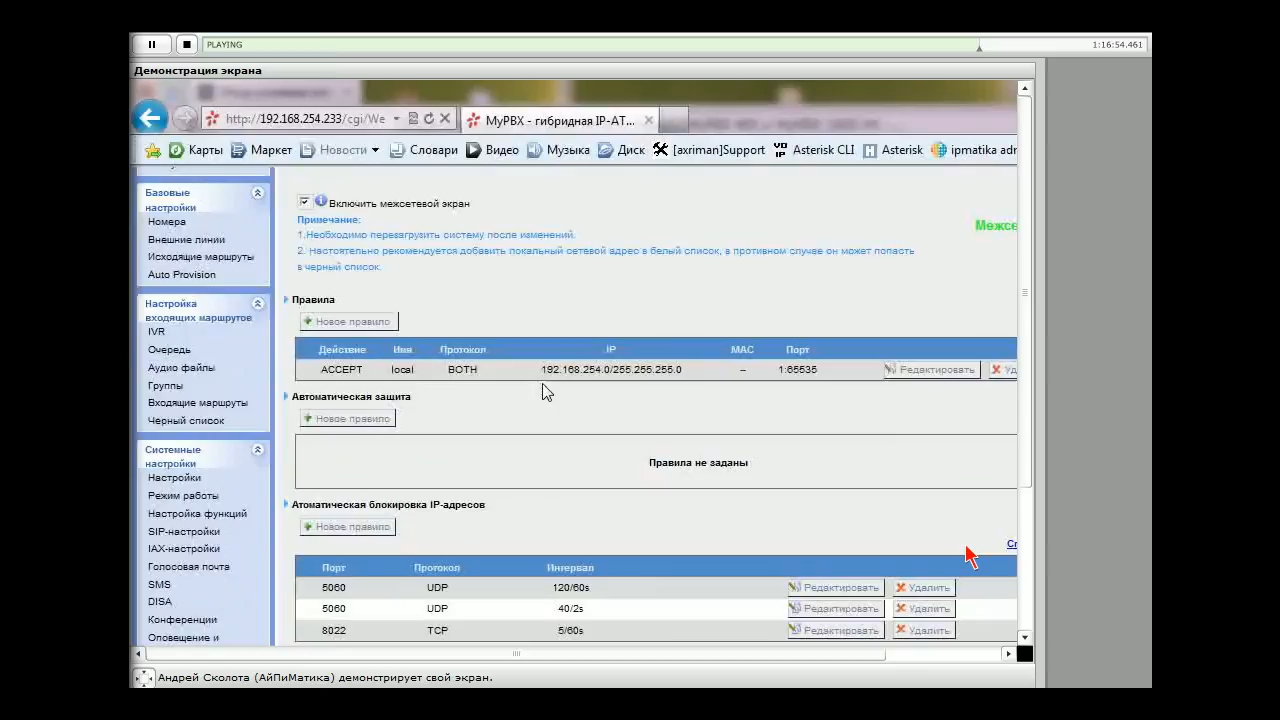 PLAYING
1:16:54.461
Демонстрация экрана
http://192.168.254.233/cgi/We
MyPBX - гибридная IP-AT...
Карты Маркет Новости Словари Видео Музыка Диск [axriman]Support Asterisk CLI Asterisk ipmatika adr
Базовые
настройки
Номера
Внешние линии
Исходящие маршруты
Auto Provision
Настройка
входящих маршрутов
IVR
Очередь
Аудио файлы
Группы
Входящие маршруты
Черный список
Системные
настройки
Настройки
Режим работы
Настройка функций
SIP-настройки
IAX-настройки
Голосовая почта
SMS
DISA
Конференции
Оповещение и
Включить межсетевой экран
Примечание:
Межсе
1.Необходимо перезагрузить систему после изменений.
2. Настоятельно рекомендуется добавить локальный сетевой адрес в белый список, в противном случае он может попасть
в черный список.
Правила
Новое правило
Действие Имя Протокол IP MAC Порт
ACCEPT local BOTH 192.168.254.0/255.255.255.0 – 1:65535 Редактировать Уд
Автоматическая защита
Новое правило
Правила не заданы
Атоматическая блокировка IP-адресов
Новое правило
Сп
Порт Протокол Интервал
5060 UDP 120/60s Редактировать Удалить
5060 UDP 40/2s Редактировать Удалить
8022 TCP 5/60s Редактировать Удалить
Андрей Сколота (АйПиМатика) демонстрирует свой экран.